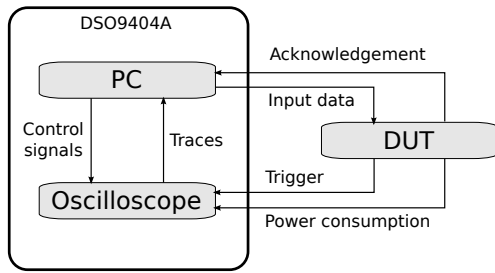 DSO9404A
Acknowledgement
PC
Input data
Control
signals
Traces
DUT
Trigger
Oscilloscope
Power consumption